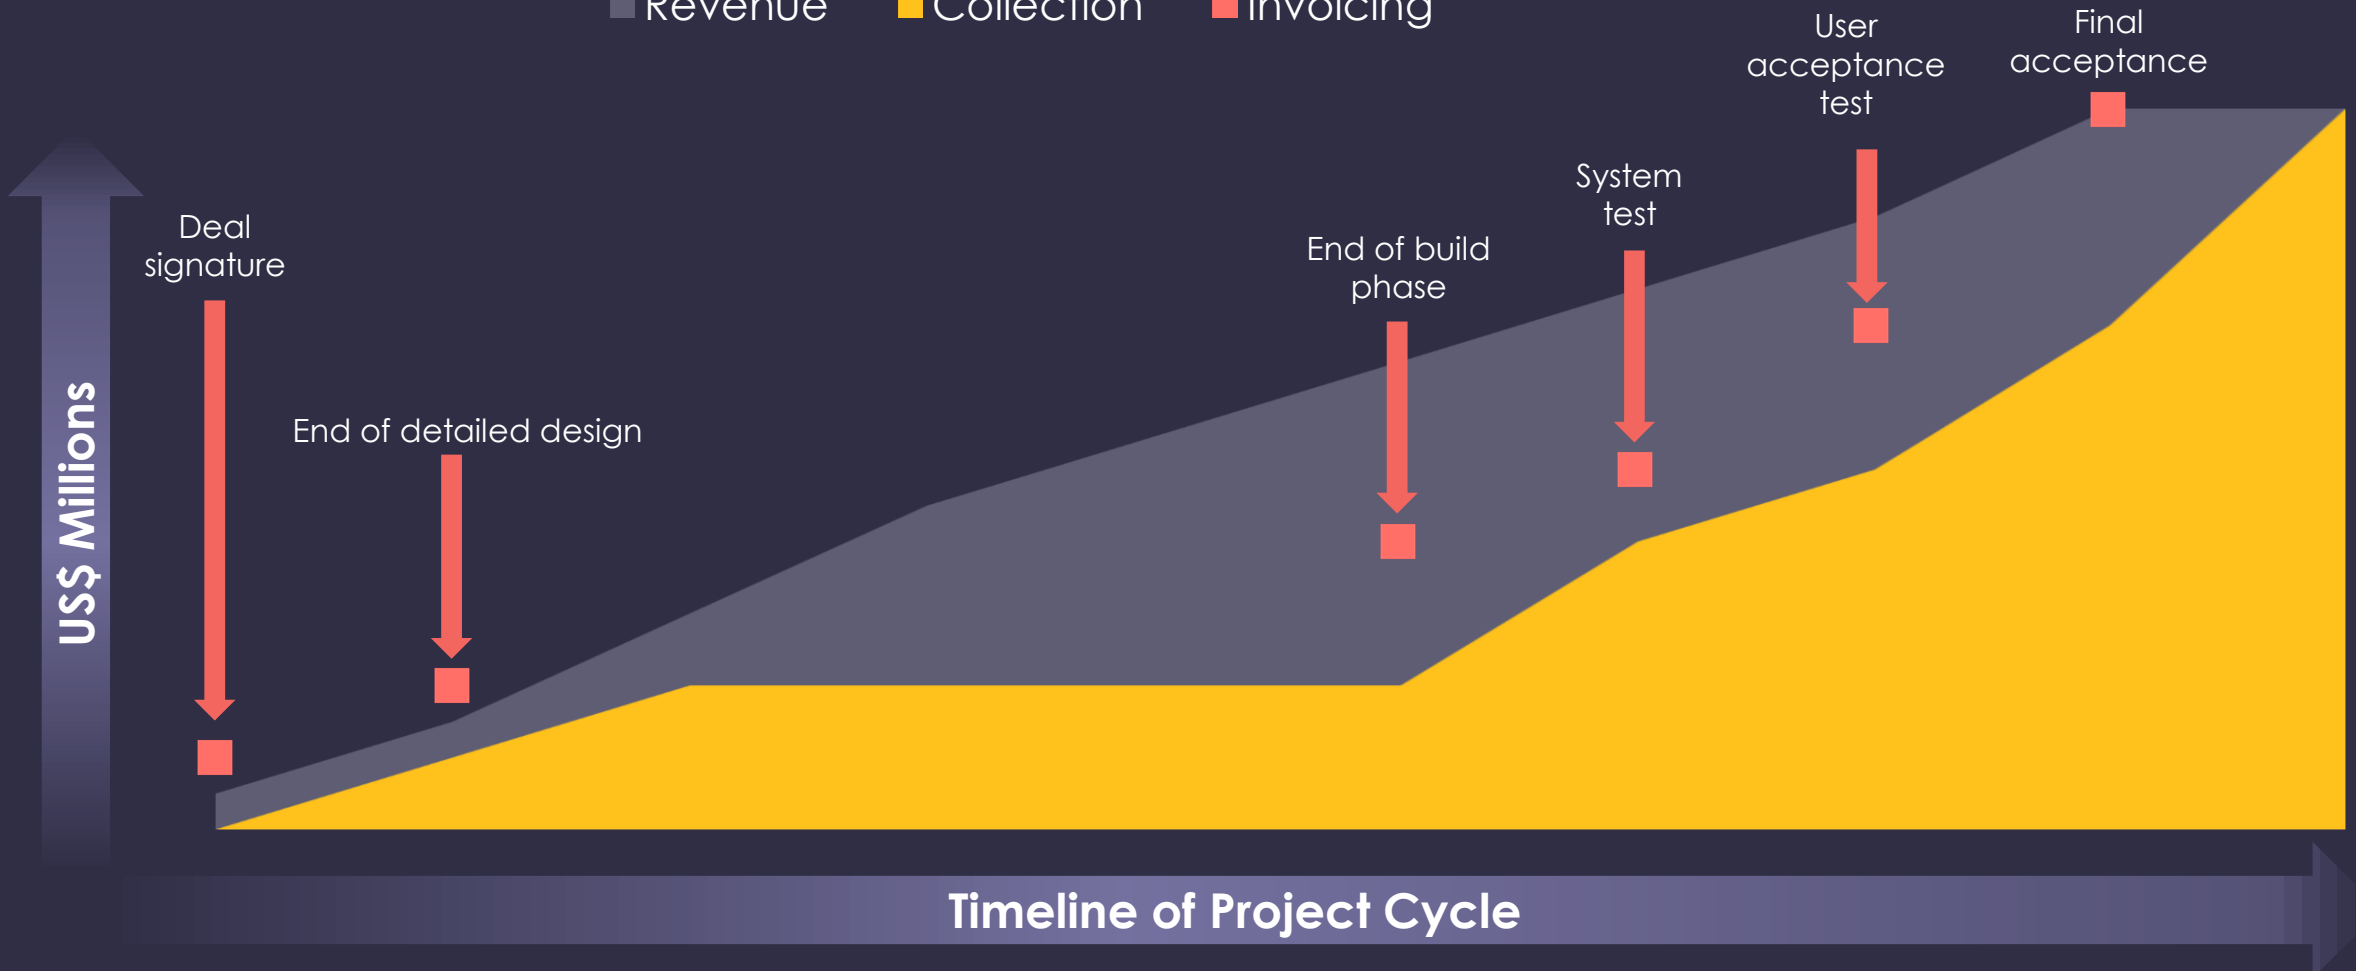 Revenue Collection Invoicing
User
acceptance
test
Final
acceptance
System
test
Deal
signature
End of build
phase
End of detailed design
US$ Millions
Timeline of Project Cycle